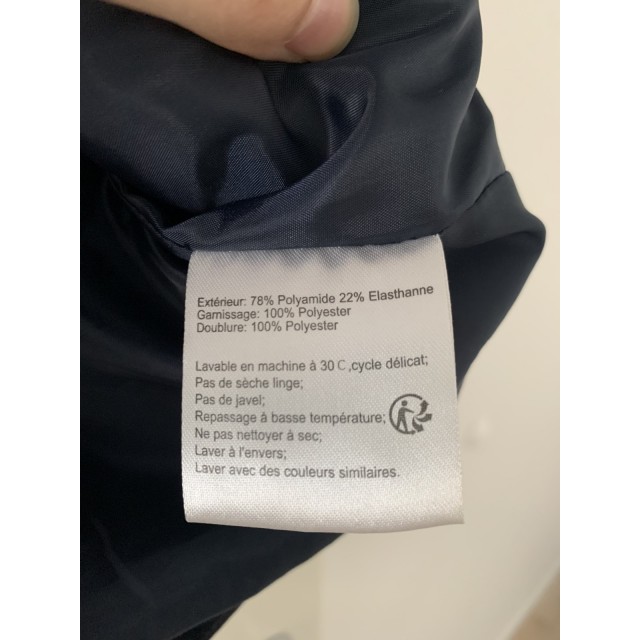 Extérieur: 78% Polyamide 22% Elasthanne
Garnissage: 100% Polyester
Doublure: 100% Polyester
Lavable en machine à 30 C ,cycle délicat;
Pas de sèche linge;
Pas de javel;
Repassage à basse température;
Ne pas nettoyer à sec;
Laver à l'envers;
Laver avec des couleurs similaires.